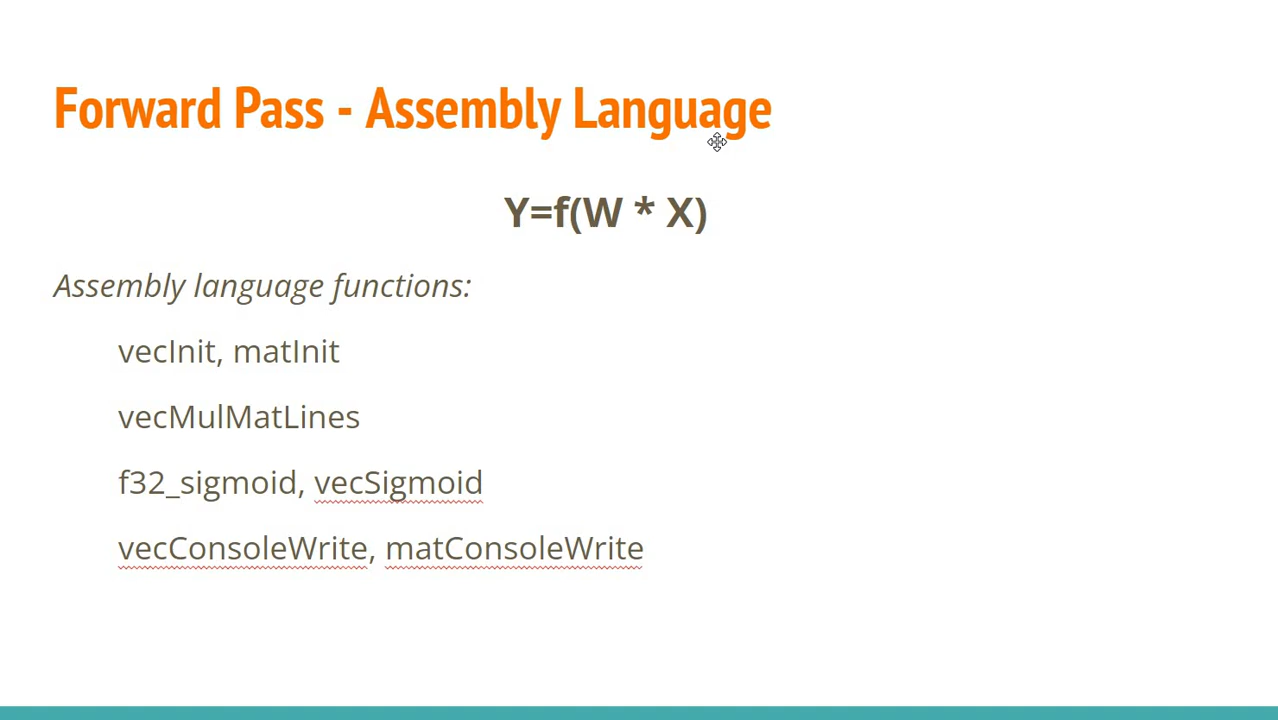 Forward Pass - Assembly Language
Y=f(W * X)
Assembly language functions:
vecInit, matInit
vecMulMatLines
f32_sigmoid, vecSigmoid
vecConsoleWrite, matConsoleWrite